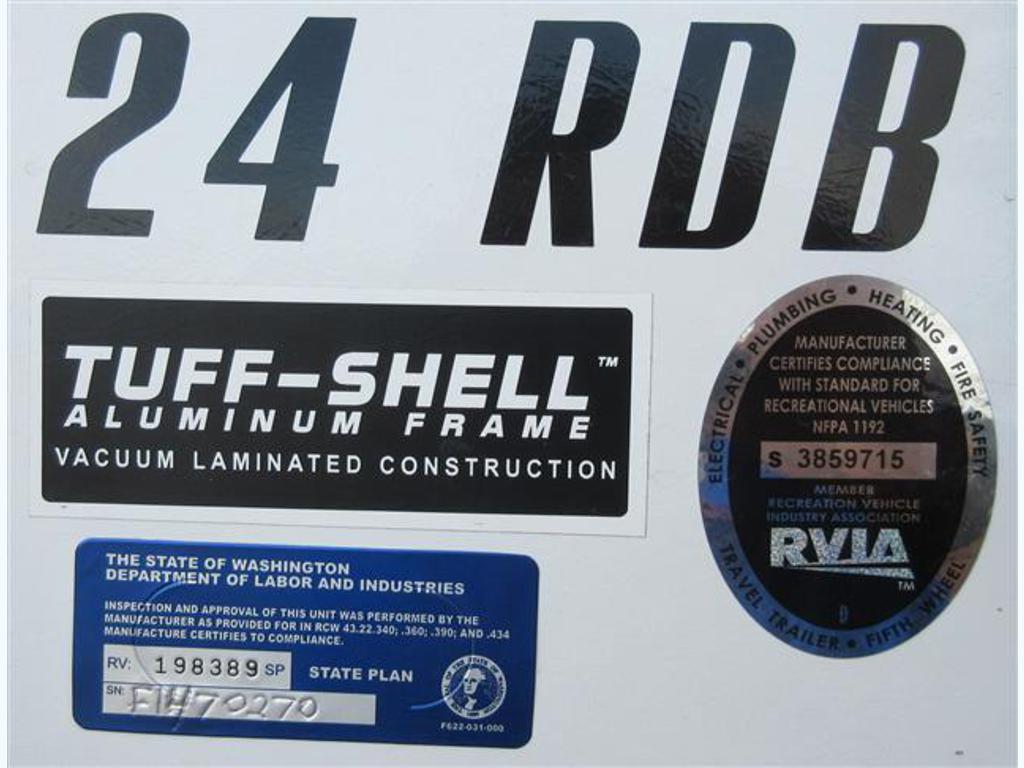 24 RDB
TUFF-SHELL™
ALUMINUM FRAME
VACUUM LAMINATED CONSTRUCTION
ELECTRICAL • PLUMBING • HEATING • FIRE SAFETY
MANUFACTURER
CERTIFIES COMPLIANCE
WITH STANDARD FOR
RECREATIONAL VEHICLES
NFPA 1192
S 3859715
MEMBER
RECREATION VEHICLE
INDUSTRY ASSOCIATION
RVIA™
D
TRAVEL TRAILER • FIFTH WHEEL
THE STATE OF WASHINGTON
DEPARTMENT OF LABOR AND INDUSTRIES
INSPECTION AND APPROVAL OF THIS UNIT WAS PERFORMED BY THE
MANUFACTURER AS PROVIDED FOR IN RCW 43.22.340; .360; .390; AND .434
MANUFACTURE CERTIFIES TO COMPLIANCE.
RV: 198389 SP STATE PLAN
SN:
F622-031-000